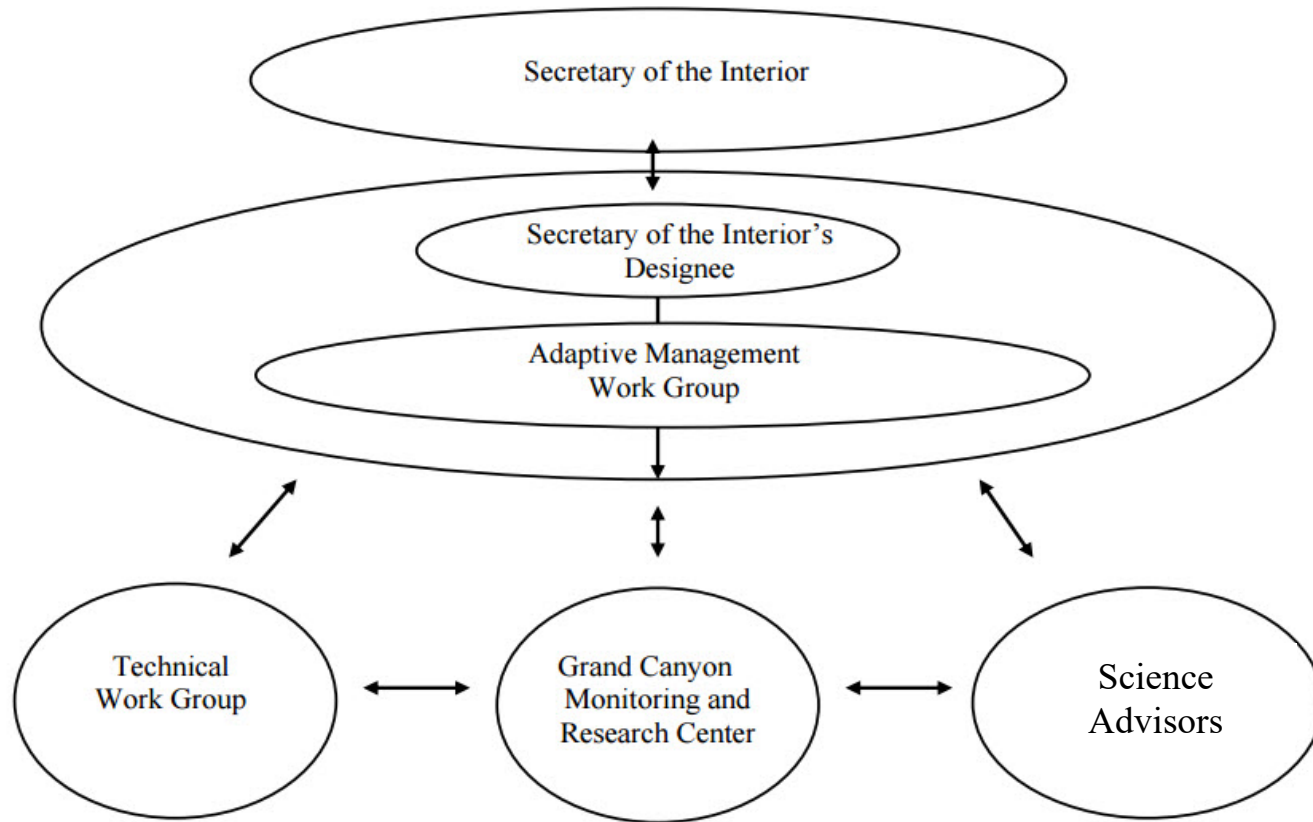 Secretary of the Interior
Secretary of the Interior’s
Designee
Adaptive Management
Work Group
Technical
Work Group
Grand Canyon
Monitoring and
Research Center
Science
Advisors